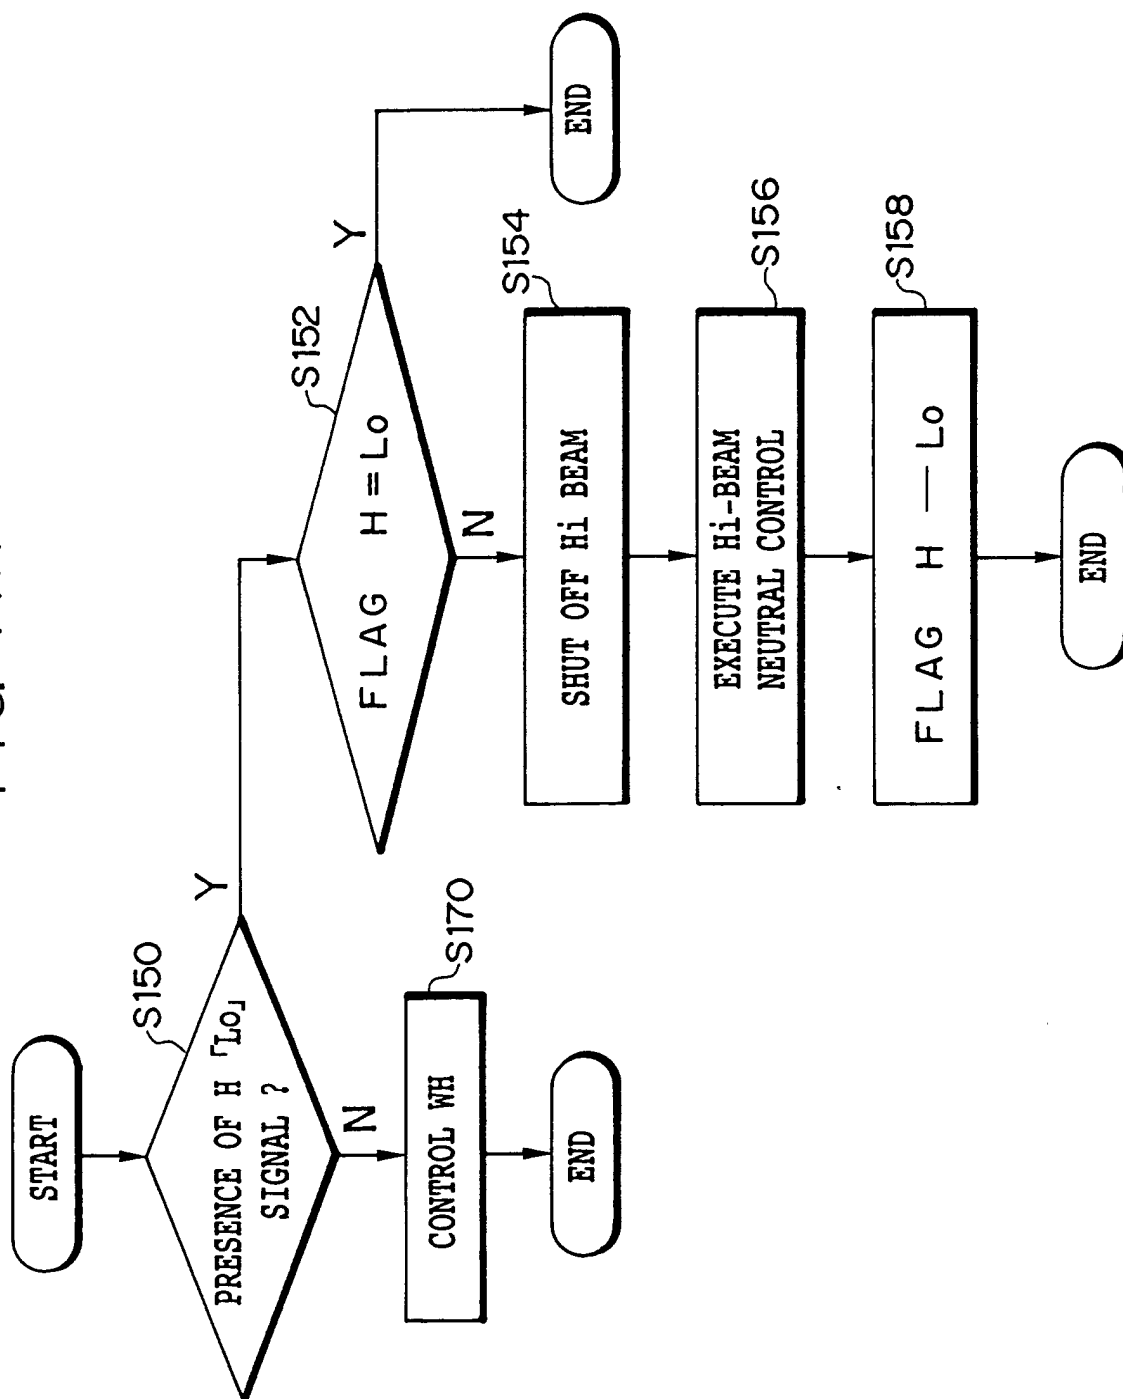 START
S150
PRESENCE OF H「Lo」
SIGNAL ?
Y
N
S170
CONTROL WH
END
S152
FLAG H=Lo
Y
END
N
S154
SHUT OFF Hi BEAM
S156
EXECUTE Hi-BEAM
NEUTRAL CONTROL
S158
FLAG H — Lo
END